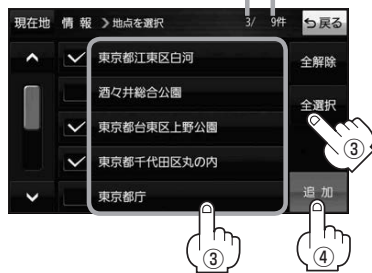 現在地 情報 > 地点を選択 3/ 9件 戻る
東京都江東区白河
全解除
酒々井総合公園
全選択
東京都台東区上野公園
③
東京都千代田区丸の内
東京都庁
追加
③
④